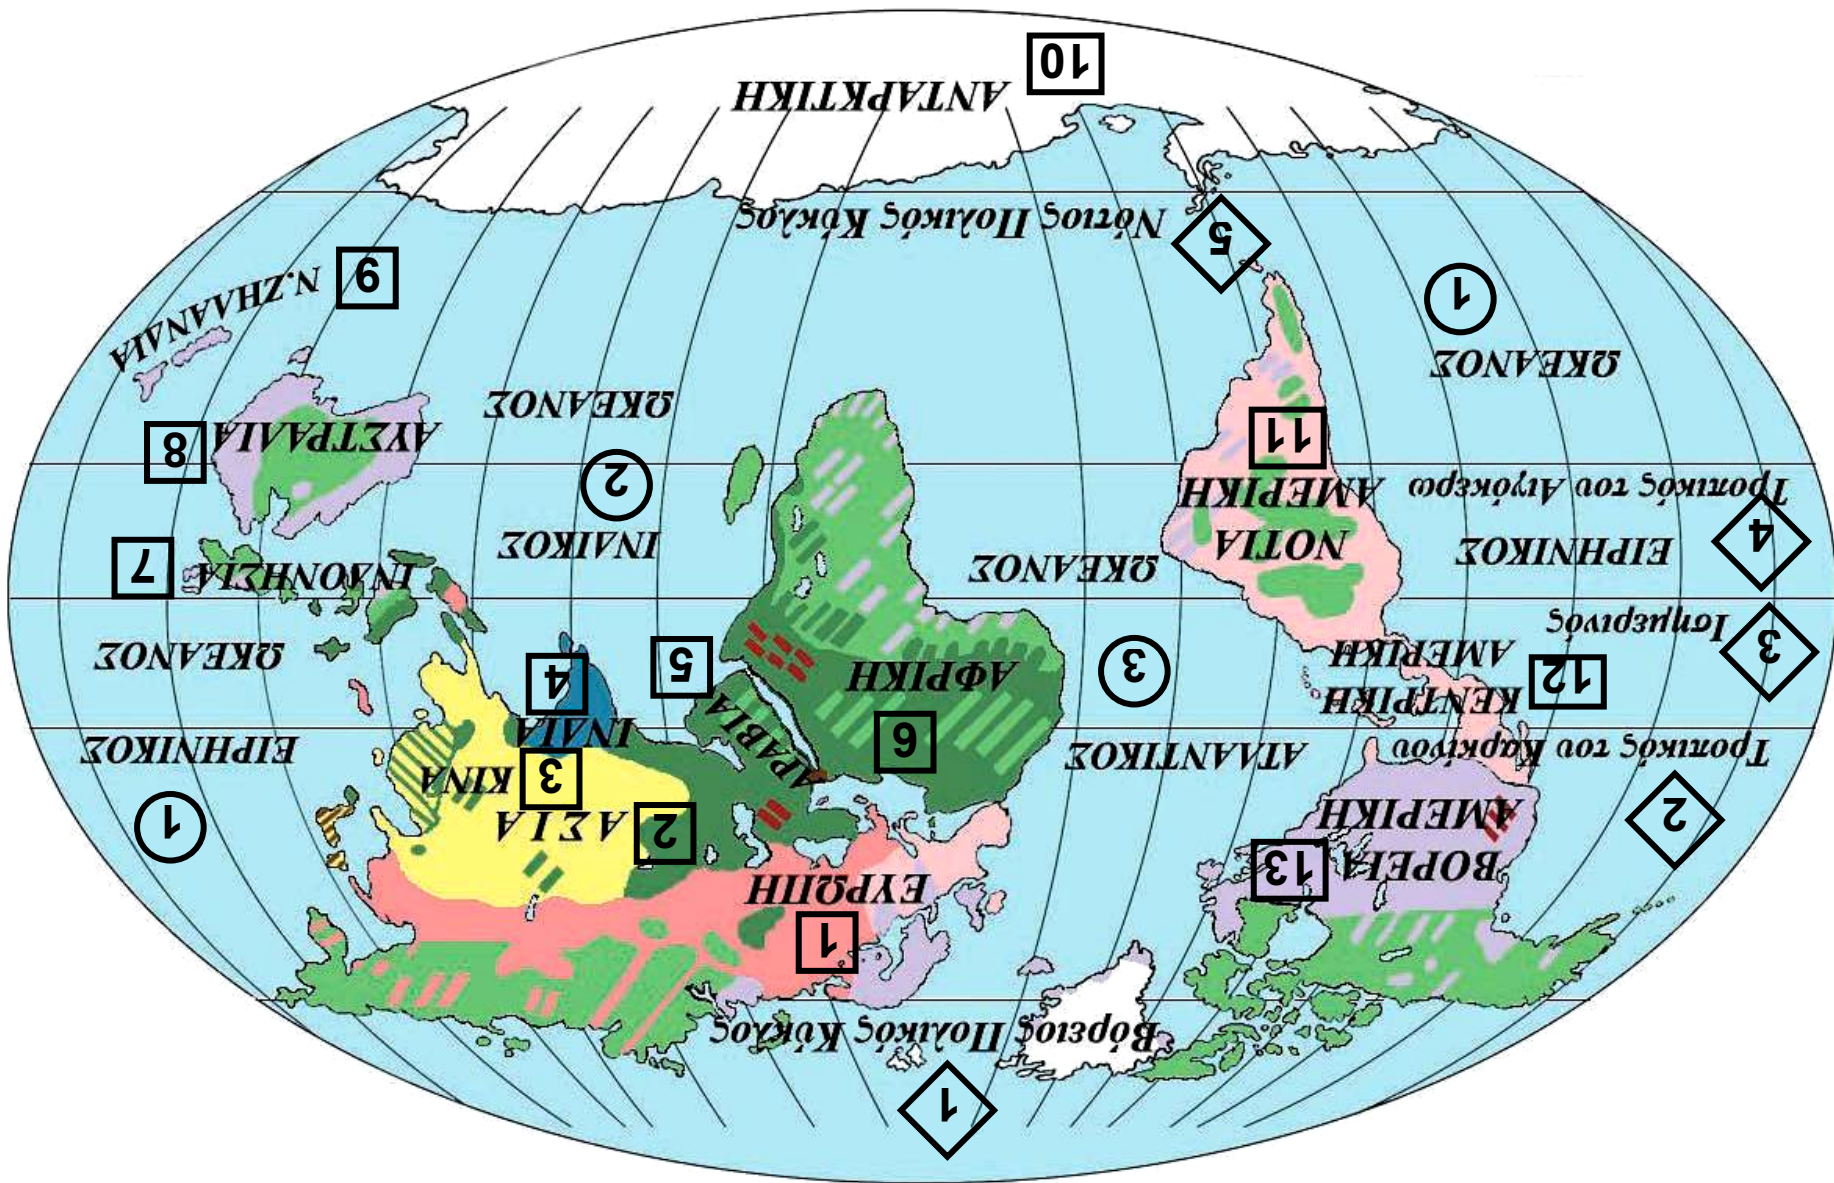 1
Βόρειος Πολικός Κύκλος
1
ΕΥΡΩΠΗ
13
ΒΟΡΕΙΑ
ΑΜΕΡΙΚΗ
2
Τροπικός του Καρκίνου
2
ΑΣΙΑ
3
ΚΙΝΑ
1
ΕΙΡΗΝΙΚΟΣ
ΩΚΕΑΝΟΣ
ΑΤΛΑΝΤΙΚΟΣ
3
ΩΚΕΑΝΟΣ
6
ΑΦΡΙΚΗ
ΑΡΑΒΙΑ
5
ΙΝΔΙΑ
4
12
ΚΕΝΤΡΙΚΗ
ΑΜΕΡΙΚΗ
3
Ισημερινός
4
ΕΙΡΗΝΙΚΟΣ
Τροπικός του Αιγόκερω
ΝΟΤΙΑ
ΑΜΕΡΙΚΗ
11
ΙΝΔΙΚΟΣ
2
ΩΚΕΑΝΟΣ
ΙΝΔΟΝΗΣΙΑ
7
ΑΥΣΤΡΑΛΙΑ
8
ΩΚΕΑΝΟΣ
1
5
9
Ν.ΖΗΛΑΝΔΙΑ
Νότιος Πολικός Κύκλος
ΑΝΤΑΡΚΤΙΚΗ
10